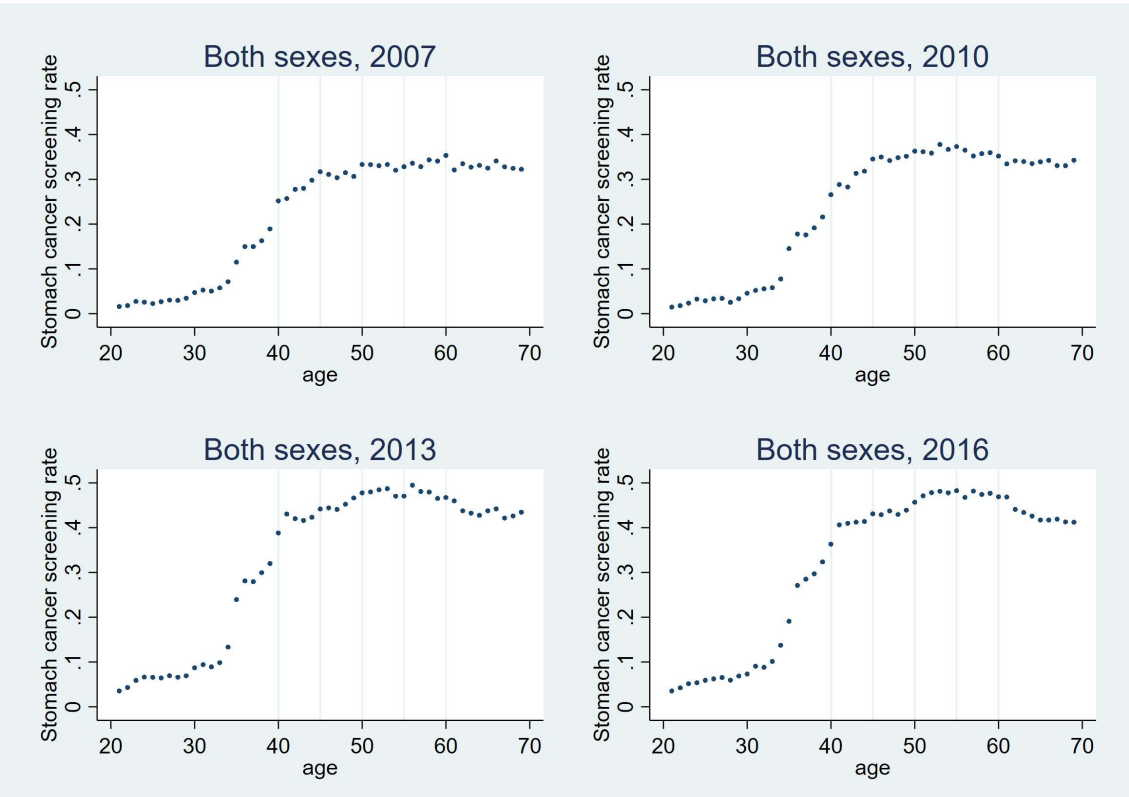 Both sexes, 2007
Stomach cancer screening rate
.5
.4
.3
.2
.1
0
20 30 40 50 60 70
age
Both sexes, 2010
Stomach cancer screening rate
.5
.4
.3
.2
.1
0
20 30 40 50 60 70
age
Both sexes, 2013
Stomach cancer screening rate
.5
.4
.3
.2
.1
0
20 30 40 50 60 70
age
Both sexes, 2016
Stomach cancer screening rate
.5
.4
.3
.2
.1
0
20 30 40 50 60 70
age